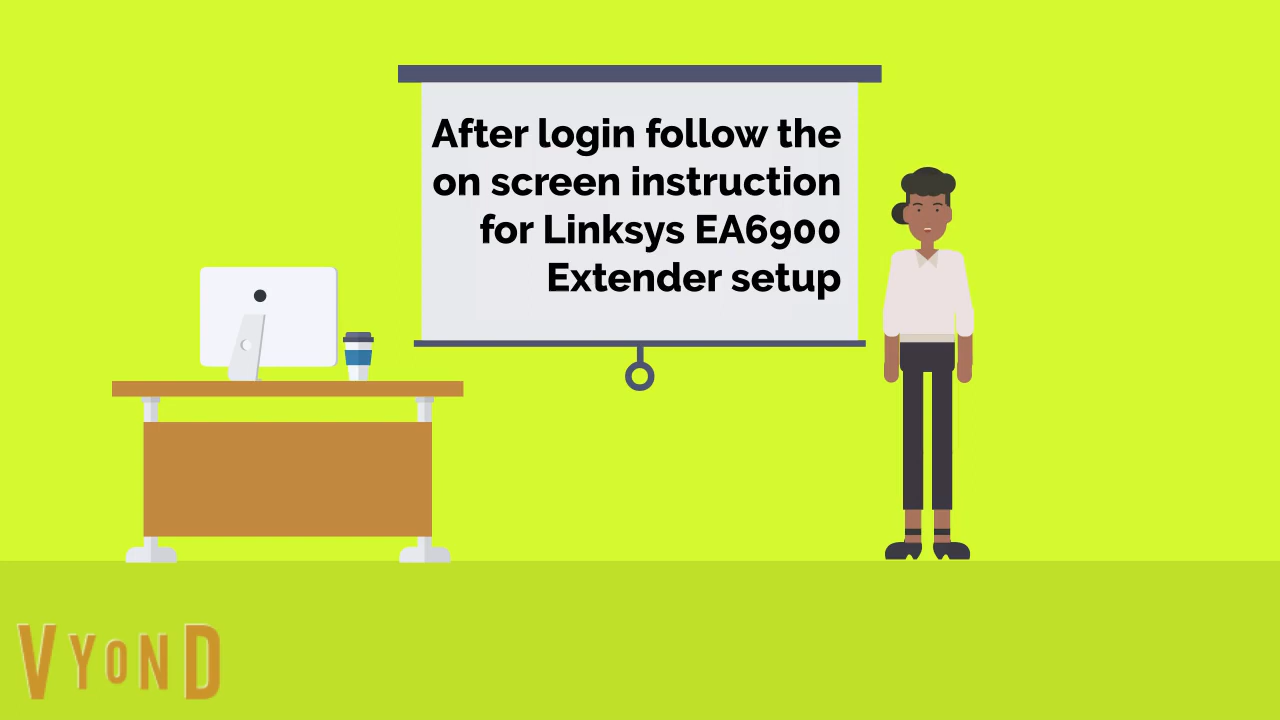 After login follow the
on screen instruction
for Linksys EA6900
Extender setup
VYOND